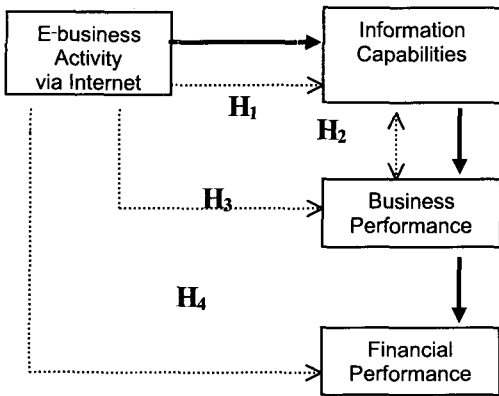 E-business
Activity
via Internet
Information
Capabilities
H₁
H₂
Business
Performance
H₃
H₄
Financial
Performance